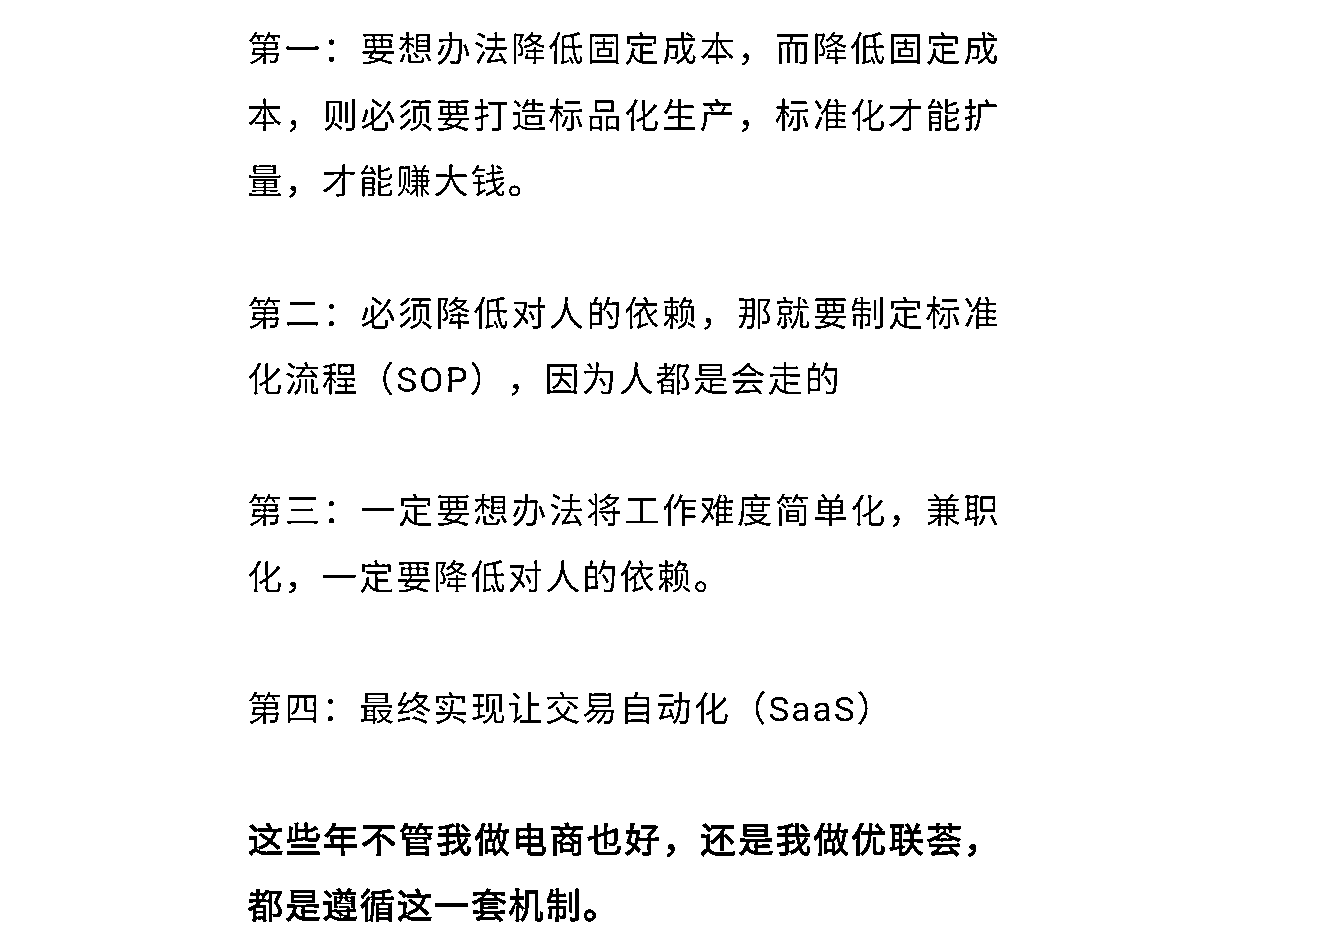 第一：要想办法降低固定成本，而降低固定成
本，则必须要打造标品化生产，标准化才能扩
量，才能赚大钱。
第二：必须降低对人的依赖，那就要制定标准
化流程（SOP），因为人都是会走的
第三：一定要想办法将工作难度简单化，兼职
化，一定要降低对人的依赖。
第四：最终实现让交易自动化（SaaS）
这些年不管我做电商也好，还是我做优联荟，
都是遵循这一套机制。